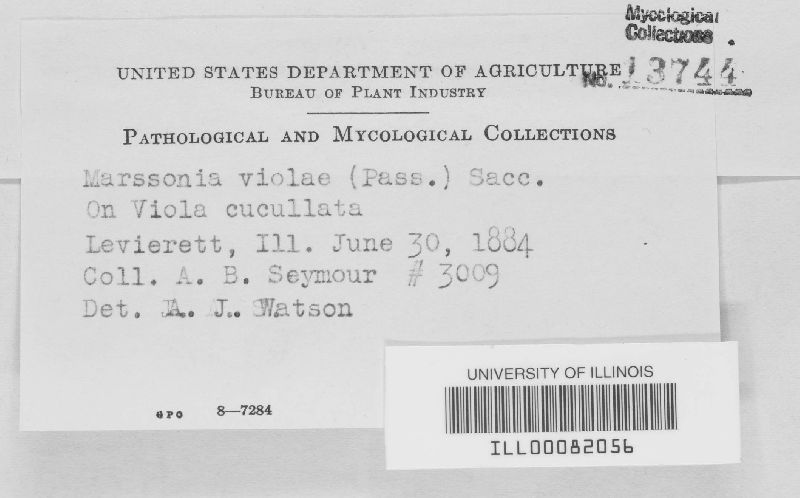 Mycological
Collections.
No. 13744
UNITED STATES DEPARTMENT OF AGRICULTURE
BUREAU OF PLANT INDUSTRY
PATHOLOGICAL AND MYCOLOGICAL COLLECTIONS
Marssonia violae (Pass.) Sacc.
On Viola cucullata
Levierett, Ill. June 30, 1884
Coll. A. B. Seymour # 3009
Det. A. J. Watson
GPO 8—7284
UNIVERSITY OF ILLINOIS
ILL00082056